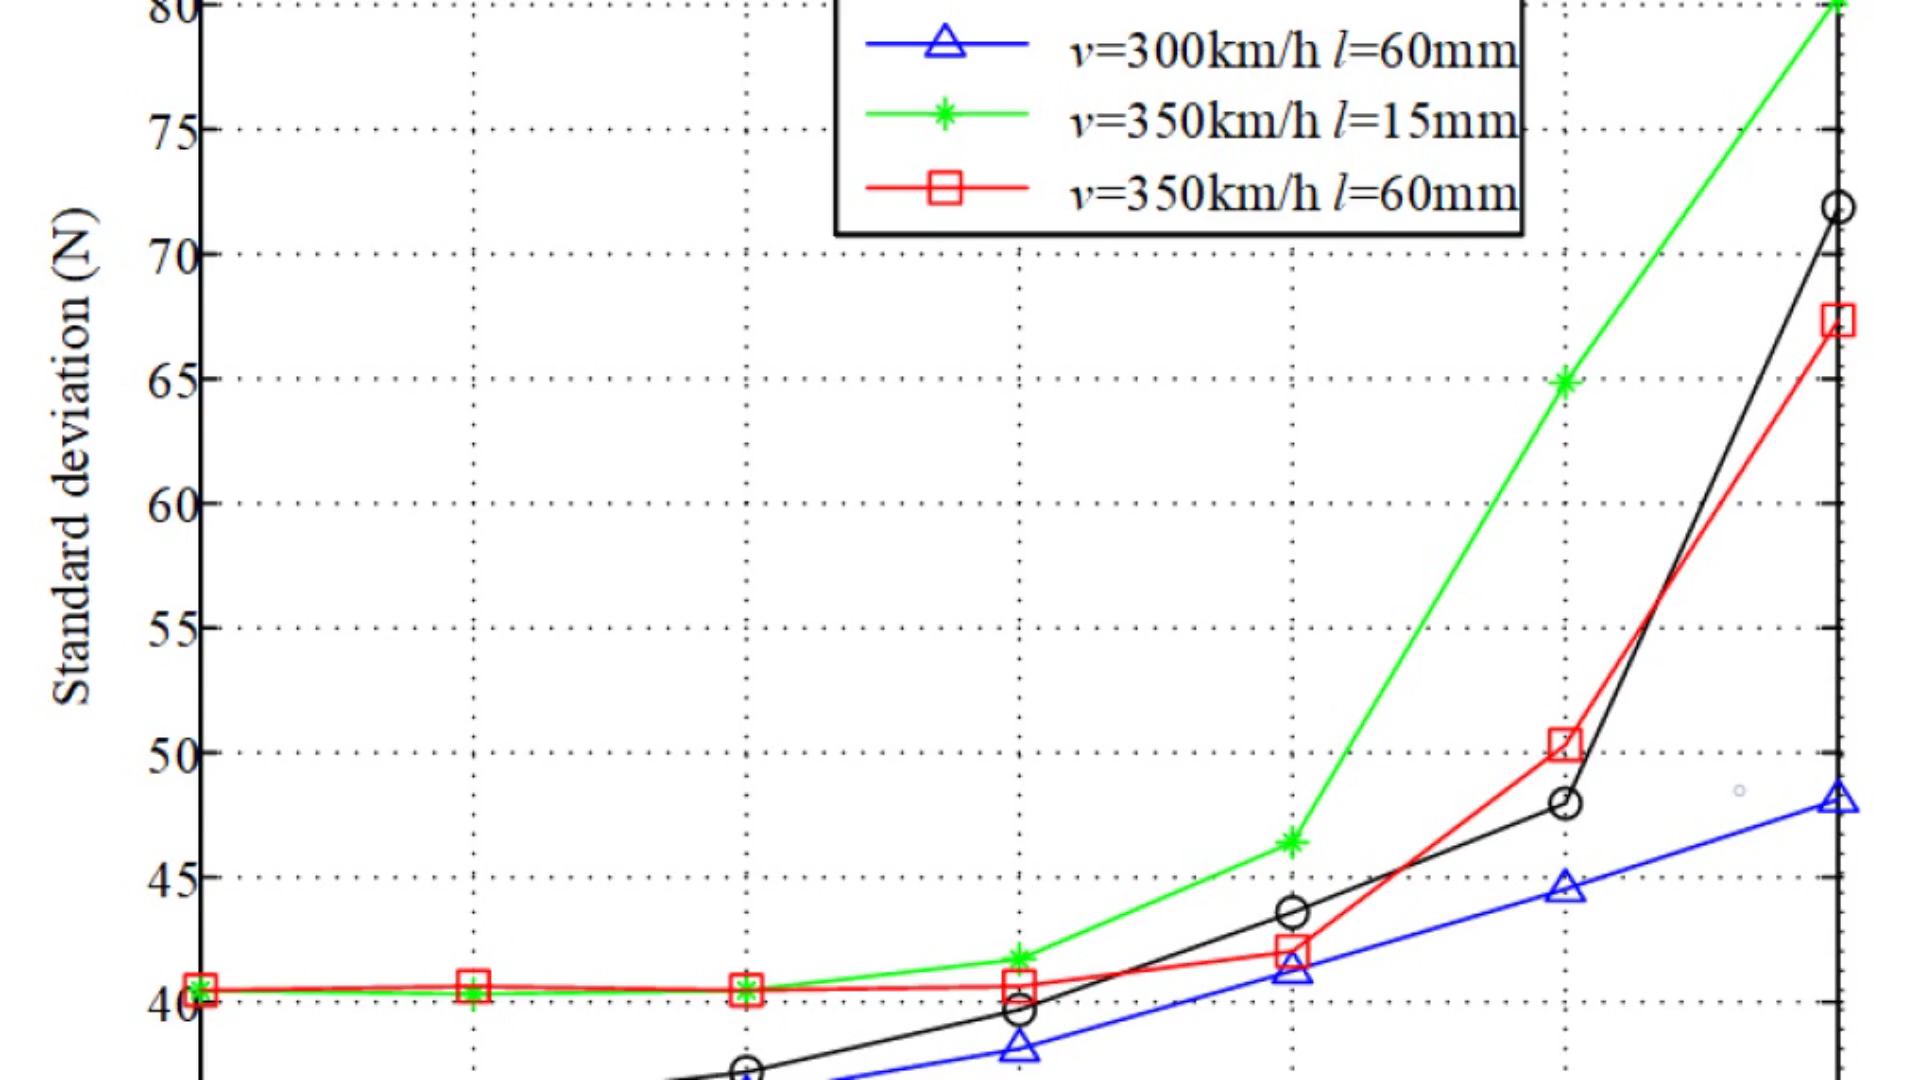 80
v=300km/h l=60mm
v=350km/h l=15mm
75
v=350km/h l=60mm
70
65
60
55
50
45
40
Standard deviation (N)